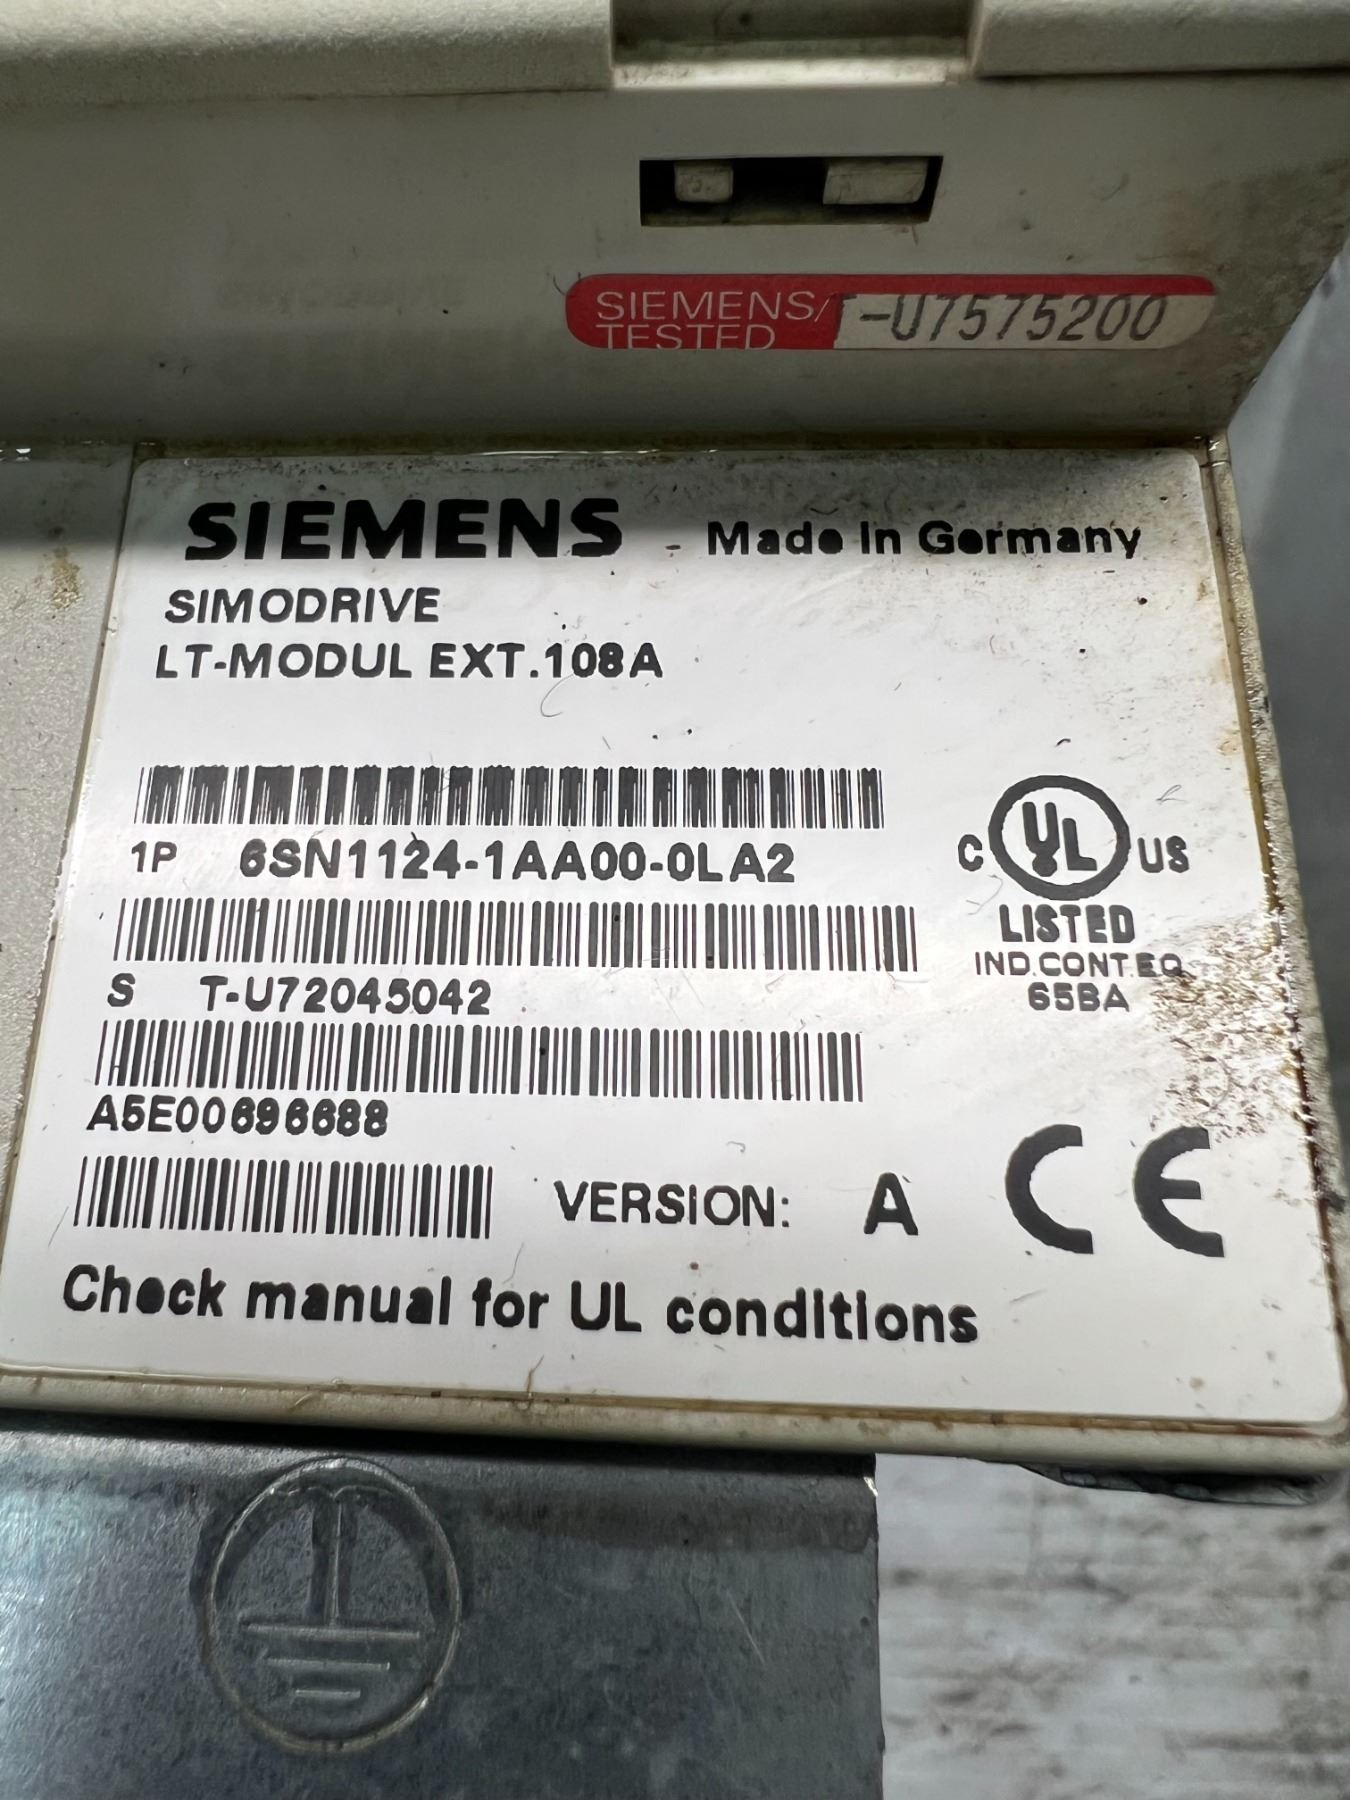 SIEMENS/
TESTED
T-U7575200
SIEMENS - Made In Germany
SIMODRIVE
LT-MODUL EXT.108A
1P 6SN1124-1AA00-0LA2
C UL US
LISTED
IND.CONT.EQ
65BA
S T-U72045042
A5E00696688
VERSION: A
CE
Check manual for UL conditions